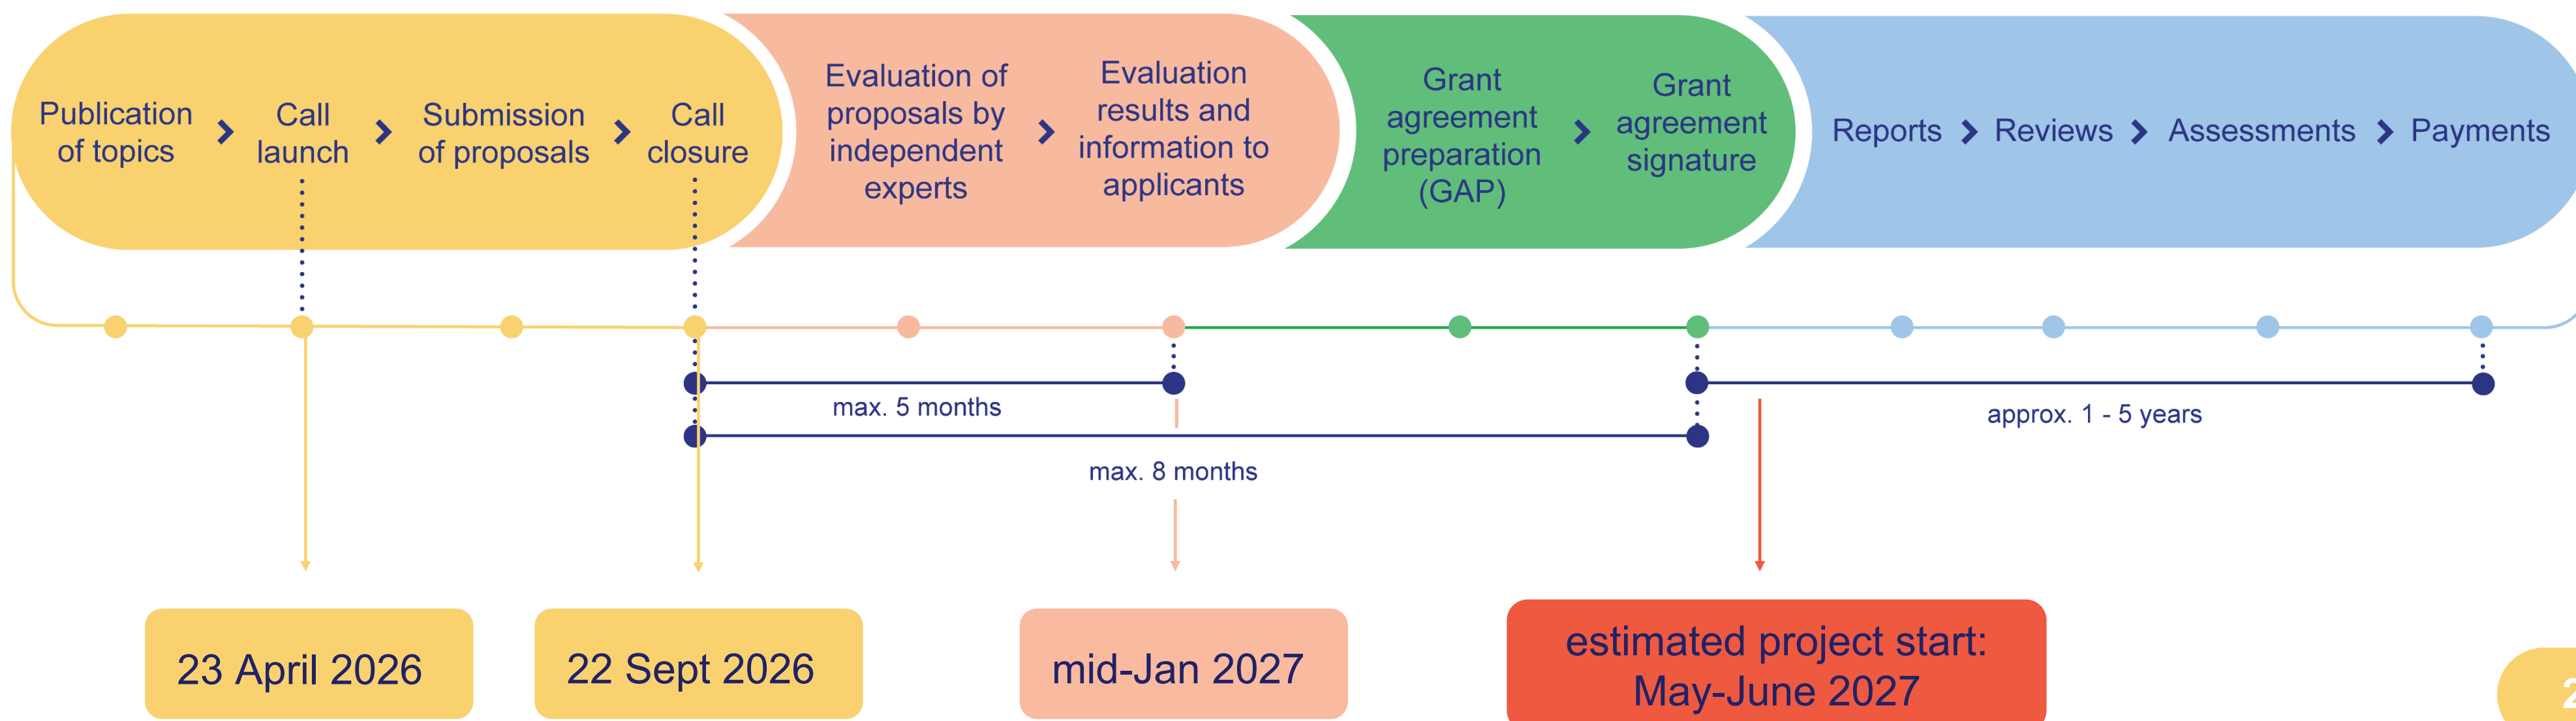 Publication
of topics
Call
launch
Submission
of proposals
Call
closure
Evaluation of
proposals by
independent
experts
Evaluation
results and
information to
applicants
Grant
agreement
preparation
(GAP)
Grant
agreement
signature
Reports
Reviews
Assessments
Payments
max. 5 months
approx. 1 - 5 years
max. 8 months
23 April 2026
22 Sept 2026
mid-Jan 2027
estimated project start:
May-June 2027